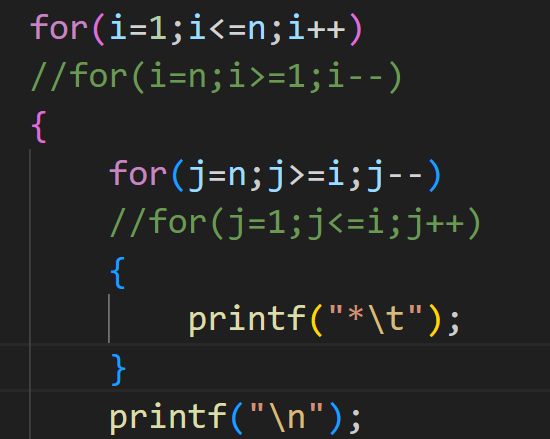 for(i=1;i<=n;i++)
//for(i=n;i>=1;i--)
{
for(j=n;j>=i;j--)
//for(j=1;j<=i;j++)
{
printf("*\t");
}
printf("\n");